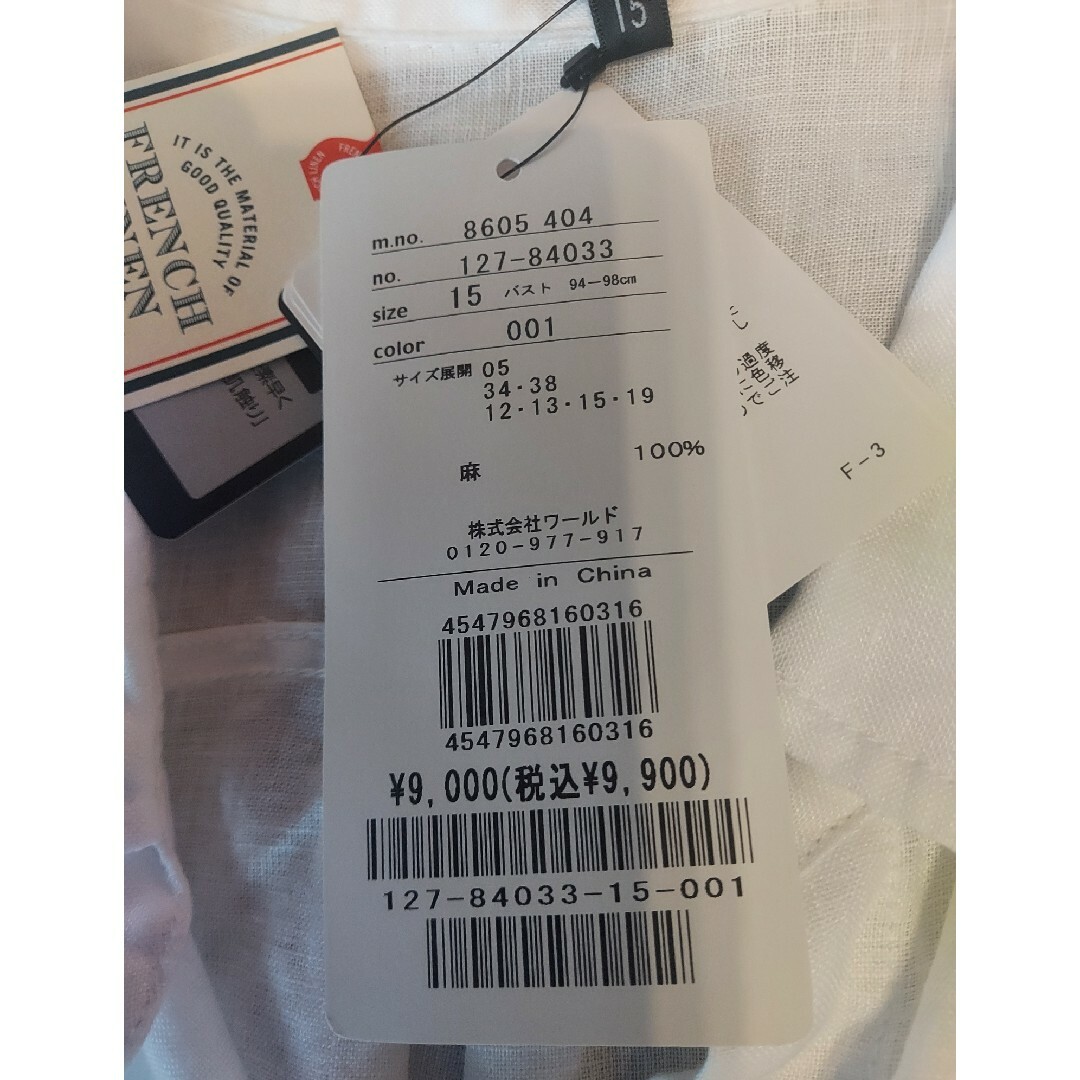 15
IT IS THE MATERIAL OF
GOOD QUALITY
FRENCH
m.no. 8605 404
no. 127-84033
size 15 バスト 94-98cm
color 001
サイズ展開 05
34・38
12・13・15・19
麻 100%
株式会社ワールド
0120-977-917
Made in China
4547968160316
4547968160316
¥9,000(税込¥9,900)
127-84033-15-001
過度
F-3